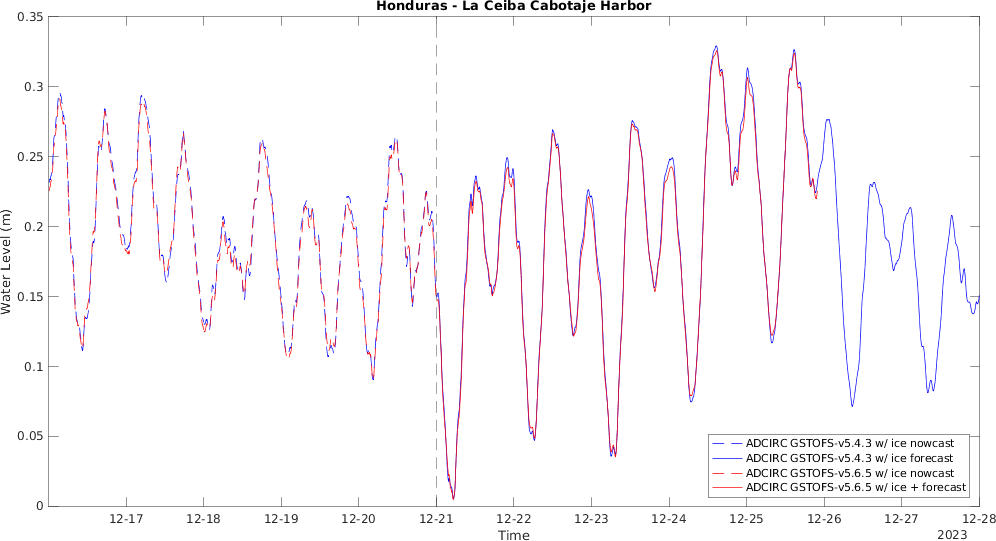 Honduras - La Ceiba Cabotaje Harbor
0.35
0.3
0.25
0.2
0.15
0.1
0.05
0
Water Level (m)
ADCIRC GSTOFS-v5.4.3 w/ ice nowcast
ADCIRC GSTOFS-v5.4.3 w/ ice forecast
ADCIRC GSTOFS-v5.6.5 w/ ice nowcast
ADCIRC GSTOFS-v5.6.5 w/ ice + forecast
12-17 12-18 12-19 12-20 12-21 12-22 12-23 12-24 12-25 12-26 12-27 12-28
Time
2023